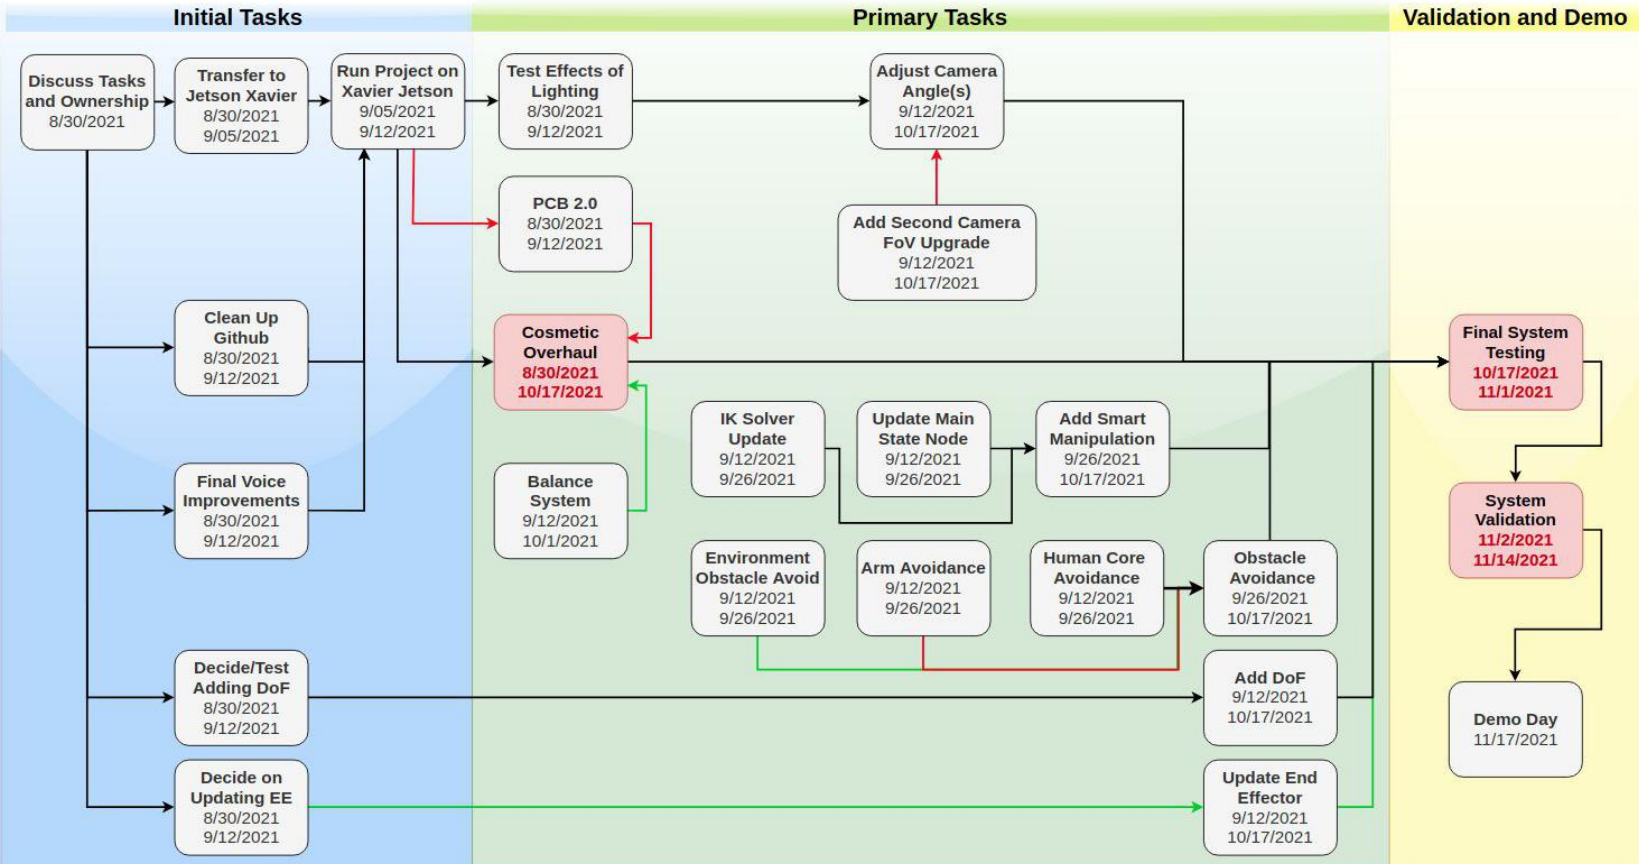 Initial Tasks
Primary Tasks
Validation and Demo
Discuss Tasks
and Ownership
8/30/2021
Transfer to
Jetson Xavier
8/30/2021
9/05/2021
Run Project on
Xavier Jetson
9/05/2021
9/12/2021
Test Effects of
Lighting
8/30/2021
9/12/2021
Adjust Camera
Angle(s)
9/12/2021
10/17/2021
PCB 2.0
8/30/2021
9/12/2021
Add Second Camera
FoV Upgrade
9/12/2021
10/17/2021
Clean Up
Github
8/30/2021
9/12/2021
Cosmetic
Overhaul
8/30/2021
10/17/2021
Final System
Testing
10/17/2021
11/1/2021
IK Solver
Update
9/12/2021
9/26/2021
Update Main
State Node
9/12/2021
9/26/2021
Add Smart
Manipulation
9/26/2021
10/17/2021
Final Voice
Improvements
8/30/2021
9/12/2021
Balance
System
9/12/2021
10/1/2021
System
Validation
11/2/2021
11/14/2021
Environment
Obstacle Avoid
9/12/2021
9/26/2021
Arm Avoidance
9/12/2021
9/26/2021
Human Core
Avoidance
9/12/2021
9/26/2021
Obstacle
Avoidance
9/26/2021
10/17/2021
Decide/Test
Adding DoF
8/30/2021
9/12/2021
Add DoF
9/12/2021
10/17/2021
Demo Day
11/17/2021
Decide on
Updating EE
8/30/2021
9/12/2021
Update End
Effector
9/12/2021
10/17/2021